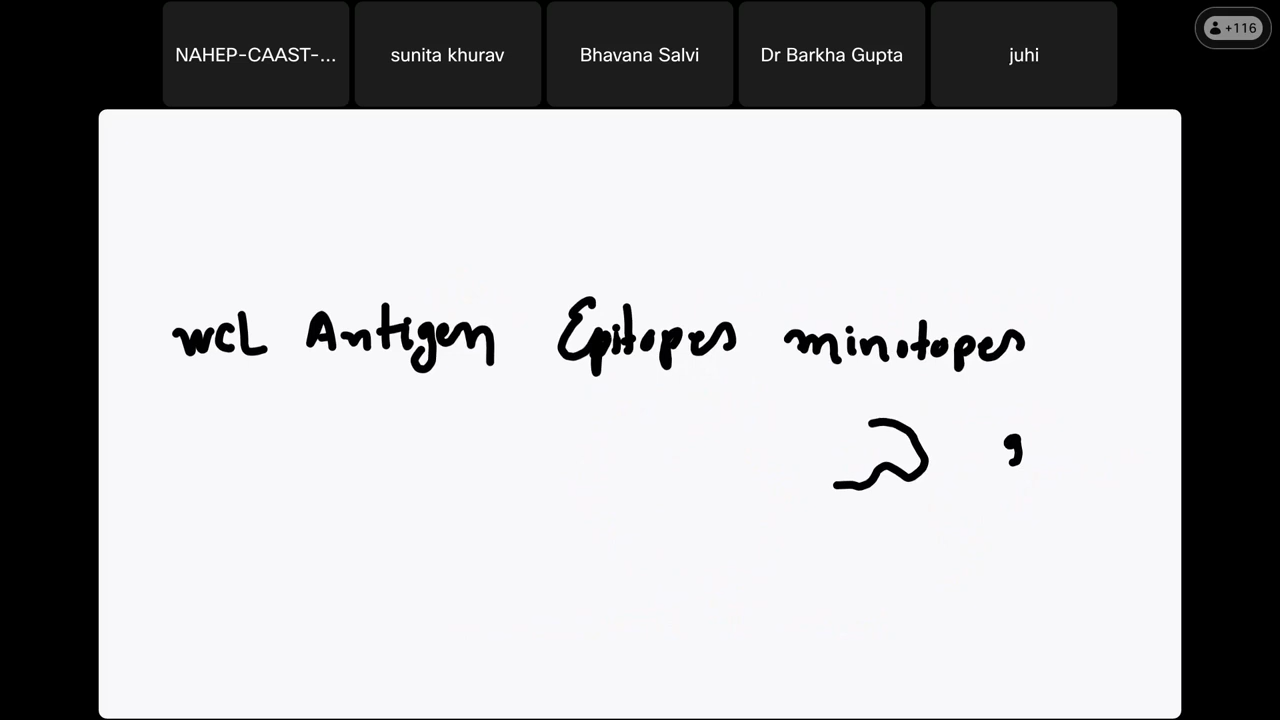 NAHEP-CAAST-... sunita khurav Bhavana Salvi Dr Barkha Gupta juhi +116
WCL Antigen Epitopes minotopes